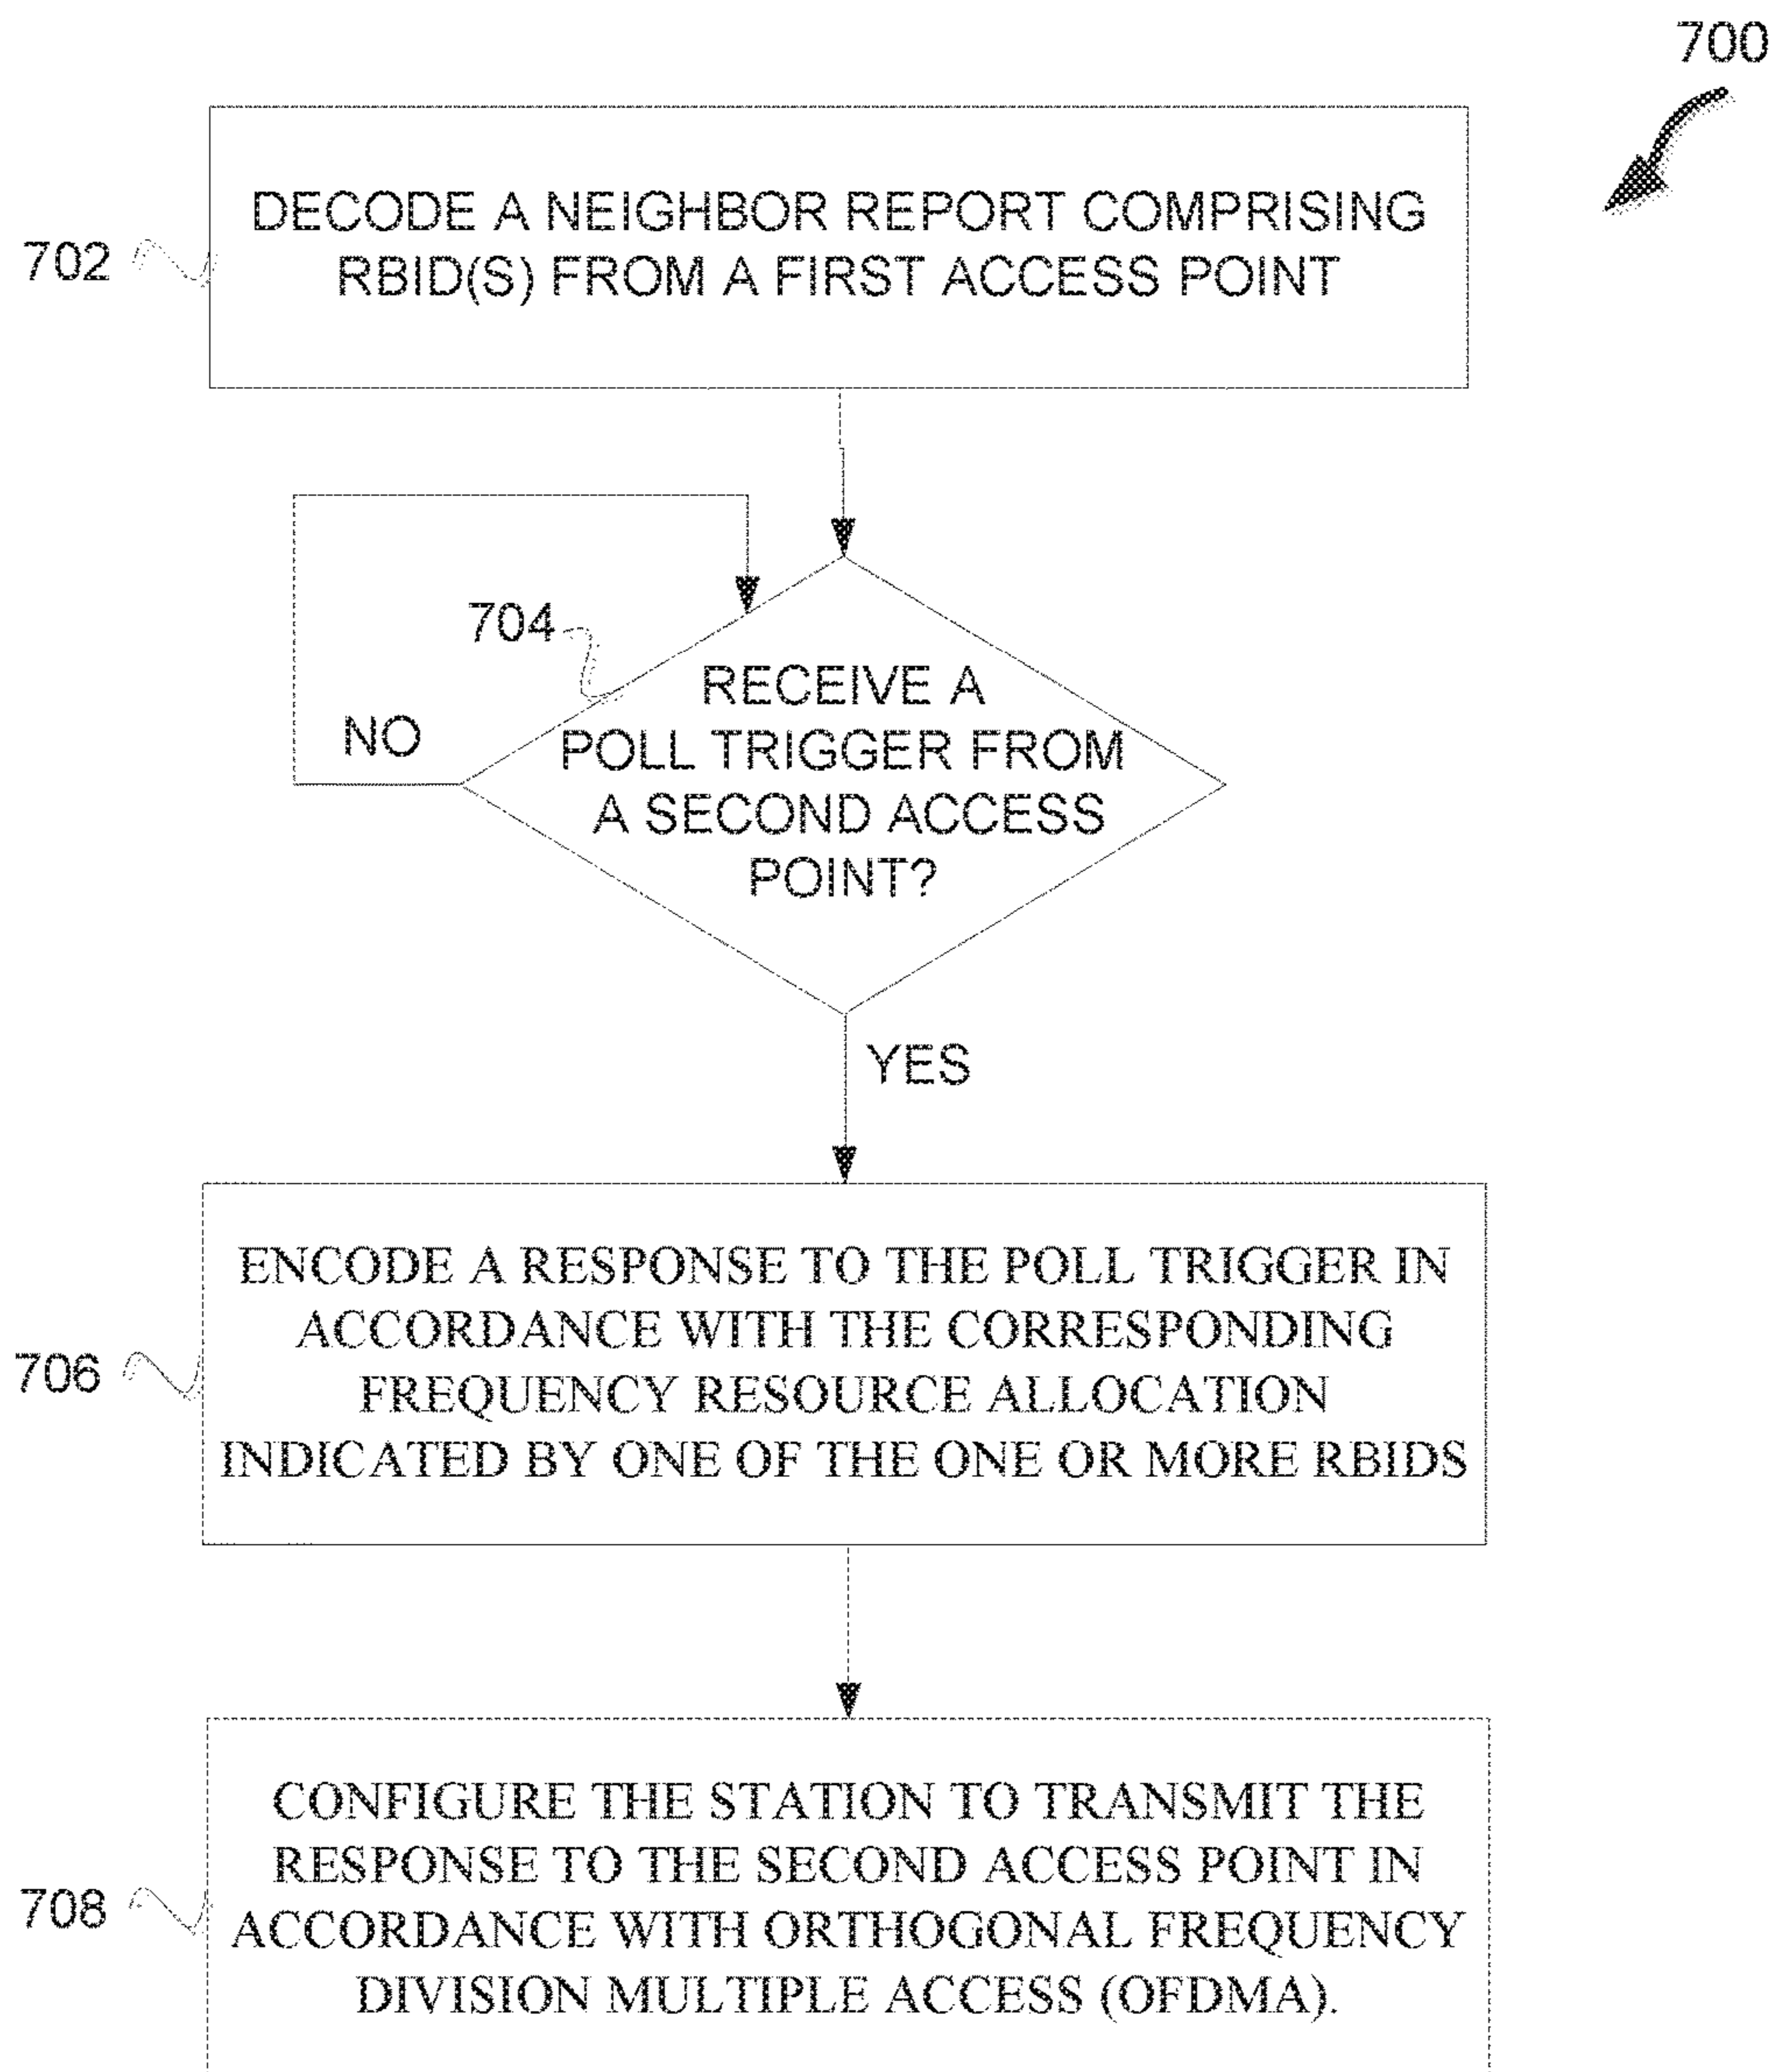 700
702
DECODE A NEIGHBOR REPORT COMPRISING
RBID(S) FROM A FIRST ACCESS POINT
704
RECEIVE A
POLL TRIGGER FROM
A SECOND ACCESS
POINT?
NO
YES
706
ENCODE A RESPONSE TO THE POLL TRIGGER IN
ACCORDANCE WITH THE CORRESPONDING
FREQUENCY RESOURCE ALLOCATION
INDICATED BY ONE OF THE ONE OR MORE RBIDS
708
CONFIGURE THE STATION TO TRANSMIT THE
RESPONSE TO THE SECOND ACCESS POINT IN
ACCORDANCE WITH ORTHOGONAL FREQUENCY
DIVISION MULTIPLE ACCESS (OFDMA).